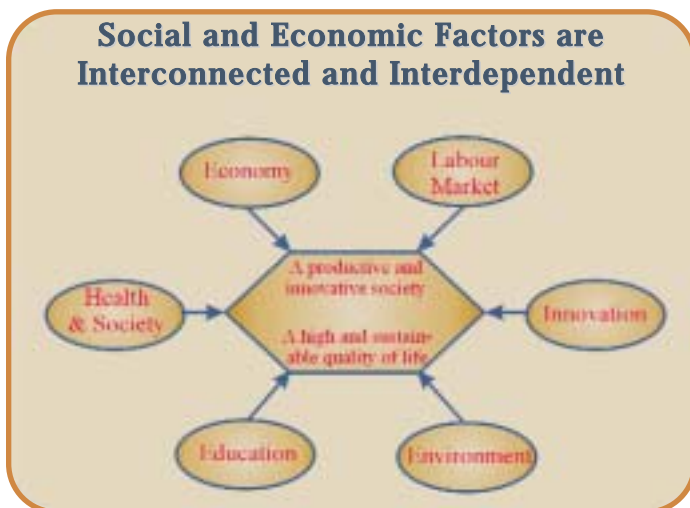 Social and Economic Factors are
Interconnected and Interdependent
Economy
Labour
Market
Health
& Society
A productive and
innovative society
A high and sustain-
able quality of life
Innovation
Education
Environment